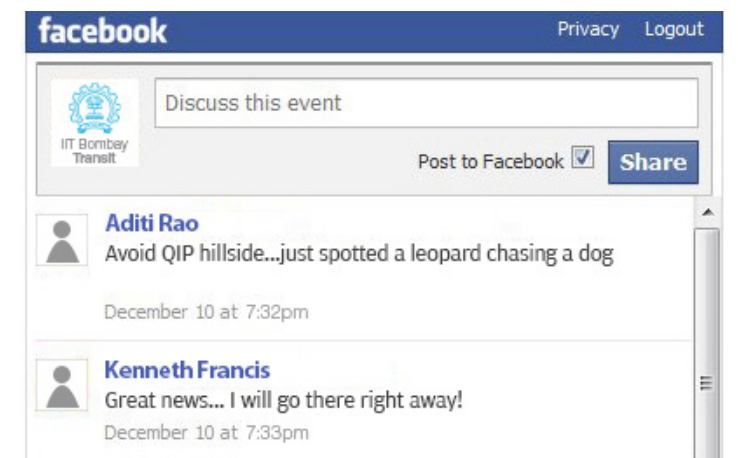 facebook
Privacy Logout
Discuss this event
IIT Bombay
Transit
Post to Facebook
Share
Aditi Rao
Avoid QIP hillside...just spotted a leopard chasing a dog
December 10 at 7:32pm
Kenneth Francis
Great news... I will go there right away!
December 10 at 7:33pm